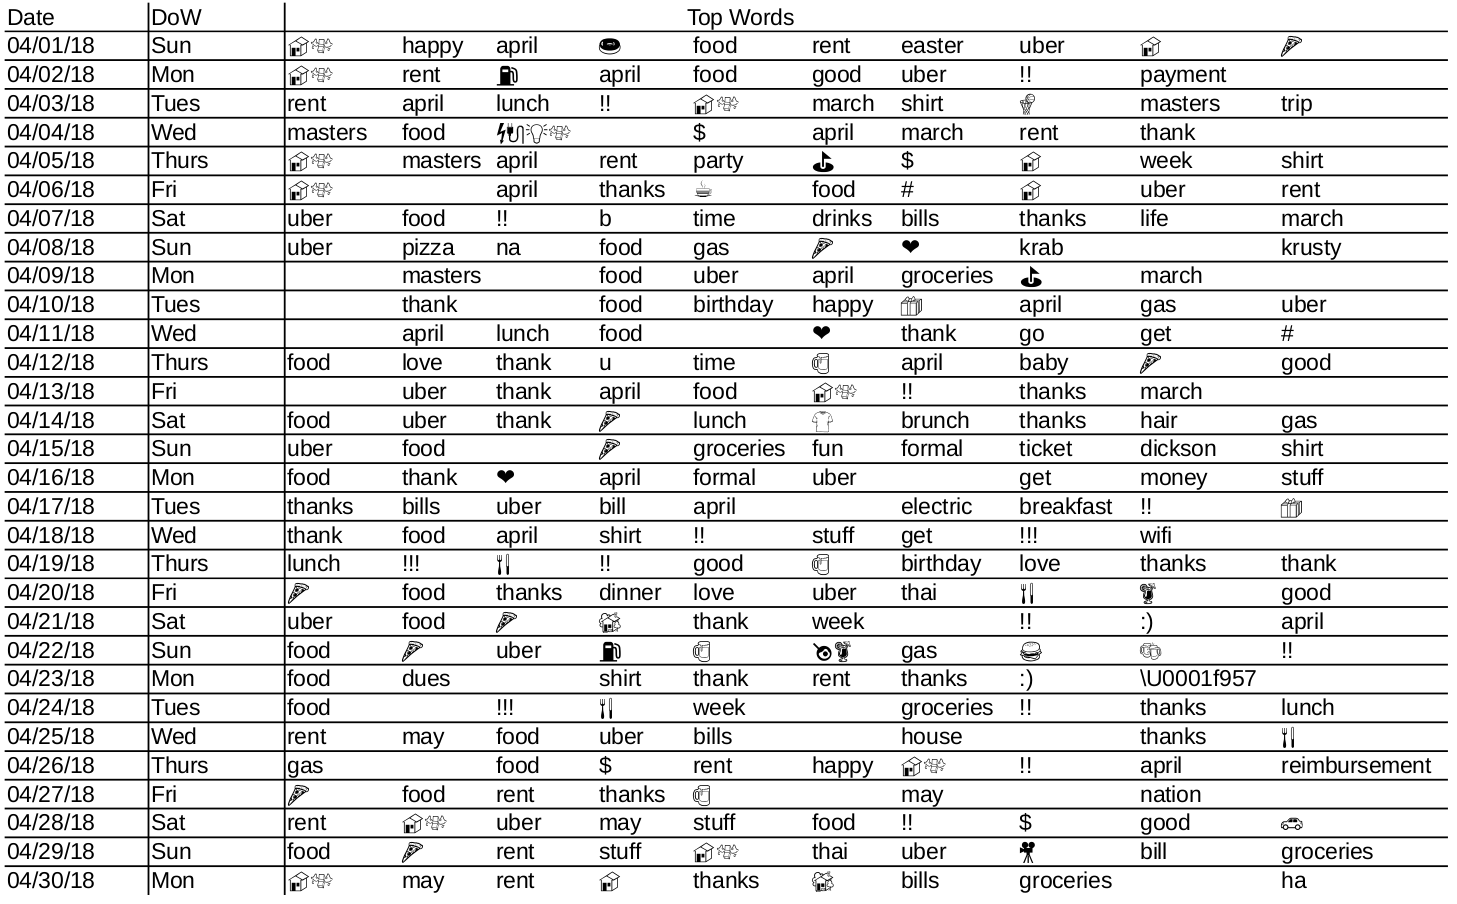 Date DoW Top Words
04/01/18 Sun 🏠💸 happy april 🍩 food rent easter uber 🏠 🍕
04/02/18 Mon 🏠💸 rent ⛽ april food good uber !! payment
04/03/18 Tues rent april lunch !! 🏠💸 march shirt 🏀 masters trip
04/04/18 Wed masters food ⚡🔌💡💸 $ april march rent thank
04/05/18 Thurs 🏠💸 masters april rent party ⛳ $ 🏠 week shirt
04/06/18 Fri 🏠💸 april thanks ☕ food # 🏠 uber rent
04/07/18 Sat uber food !! b time drinks bills thanks life march
04/08/18 Sun uber pizza na food gas 🍕 ❤ krab krusty
04/09/18 Mon masters food uber april groceries ⛳ march
04/10/18 Tues thank food birthday happy 🛍 april gas uber
04/11/18 Wed april lunch food ❤ thank go get #
04/12/18 Thurs food love thank u time 🍺 april baby 🍕 good
04/13/18 Fri uber thank april food 🏠💸 !! thanks march
04/14/18 Sat food uber thank 🍕 lunch 👕 brunch thanks hair gas
04/15/18 Sun uber food 🍕 groceries fun formal ticket dickson shirt
04/16/18 Mon food thank ❤ april formal uber get money stuff
04/17/18 Tues thanks bills uber bill april electric breakfast !! 🛍
04/18/18 Wed thank food april shirt !! stuff get !!! wifi
04/19/18 Thurs lunch !!! 🍴 !! good 🍺 birthday love thanks thank
04/20/18 Fri 🍕 food thanks dinner love uber thai 🍴 🍹 good
04/21/18 Sat uber food 🍕 🏡 thank week !! :) april
04/22/18 Sun food 🍕 uber ⛽ 🍺 🍳🍹 gas 🍔 🍻 !!
04/23/18 Mon food dues shirt thank rent thanks :) \U0001f957
04/24/18 Tues food !!! 🍴 week groceries !! thanks lunch
04/25/18 Wed rent may food uber bills house thanks 🍴
04/26/18 Thurs gas food $ rent happy 🏠💸 !! april reimbursement
04/27/18 Fri 🍕 food rent thanks 🍺 may nation
04/28/18 Sat rent 🏠💸 uber may stuff food !! $ good 🚗
04/29/18 Sun food 🍕 rent stuff 🏠💸 thai uber 🎥 bill groceries
04/30/18 Mon 🏠💸 may rent 🏠 thanks 🏡 bills groceries ha